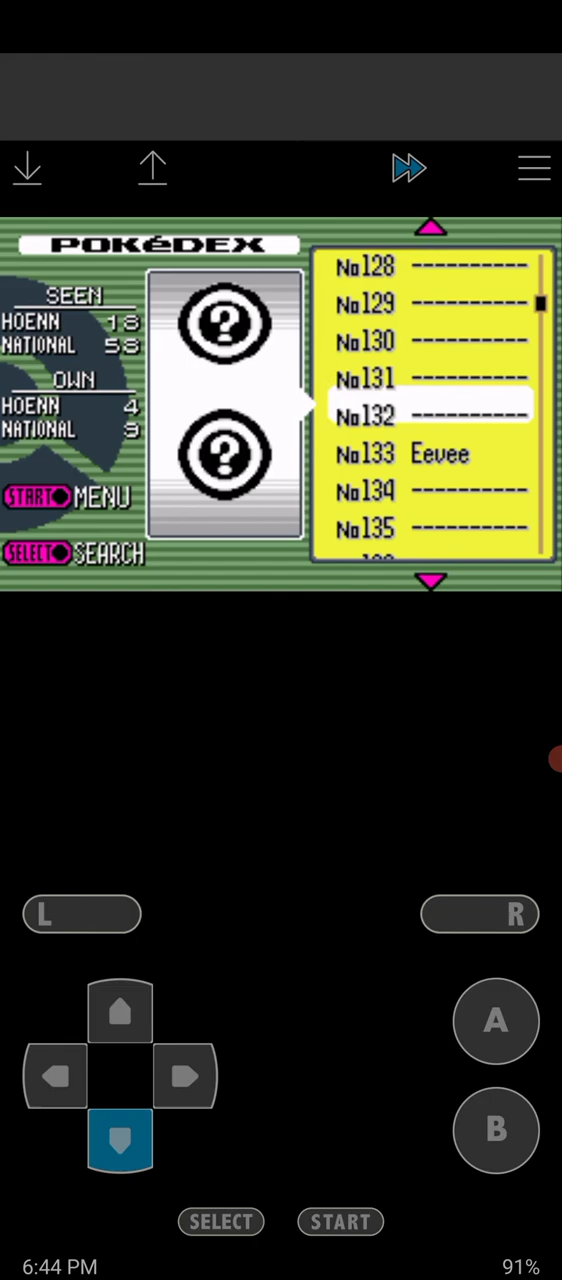 POKéDEX
SEEN
HOENN 18
NATIONAL 58
OWN
HOENN 4
NATIONAL 9
START MENU
SELECT SEARCH
No128 ----------
No129 ----------
No130 ----------
No131 ----------
No132 ----------
No133 Eevee
No134 ----------
No135 ----------
L
R
A
B
SELECT
START
6:44 PM
91%